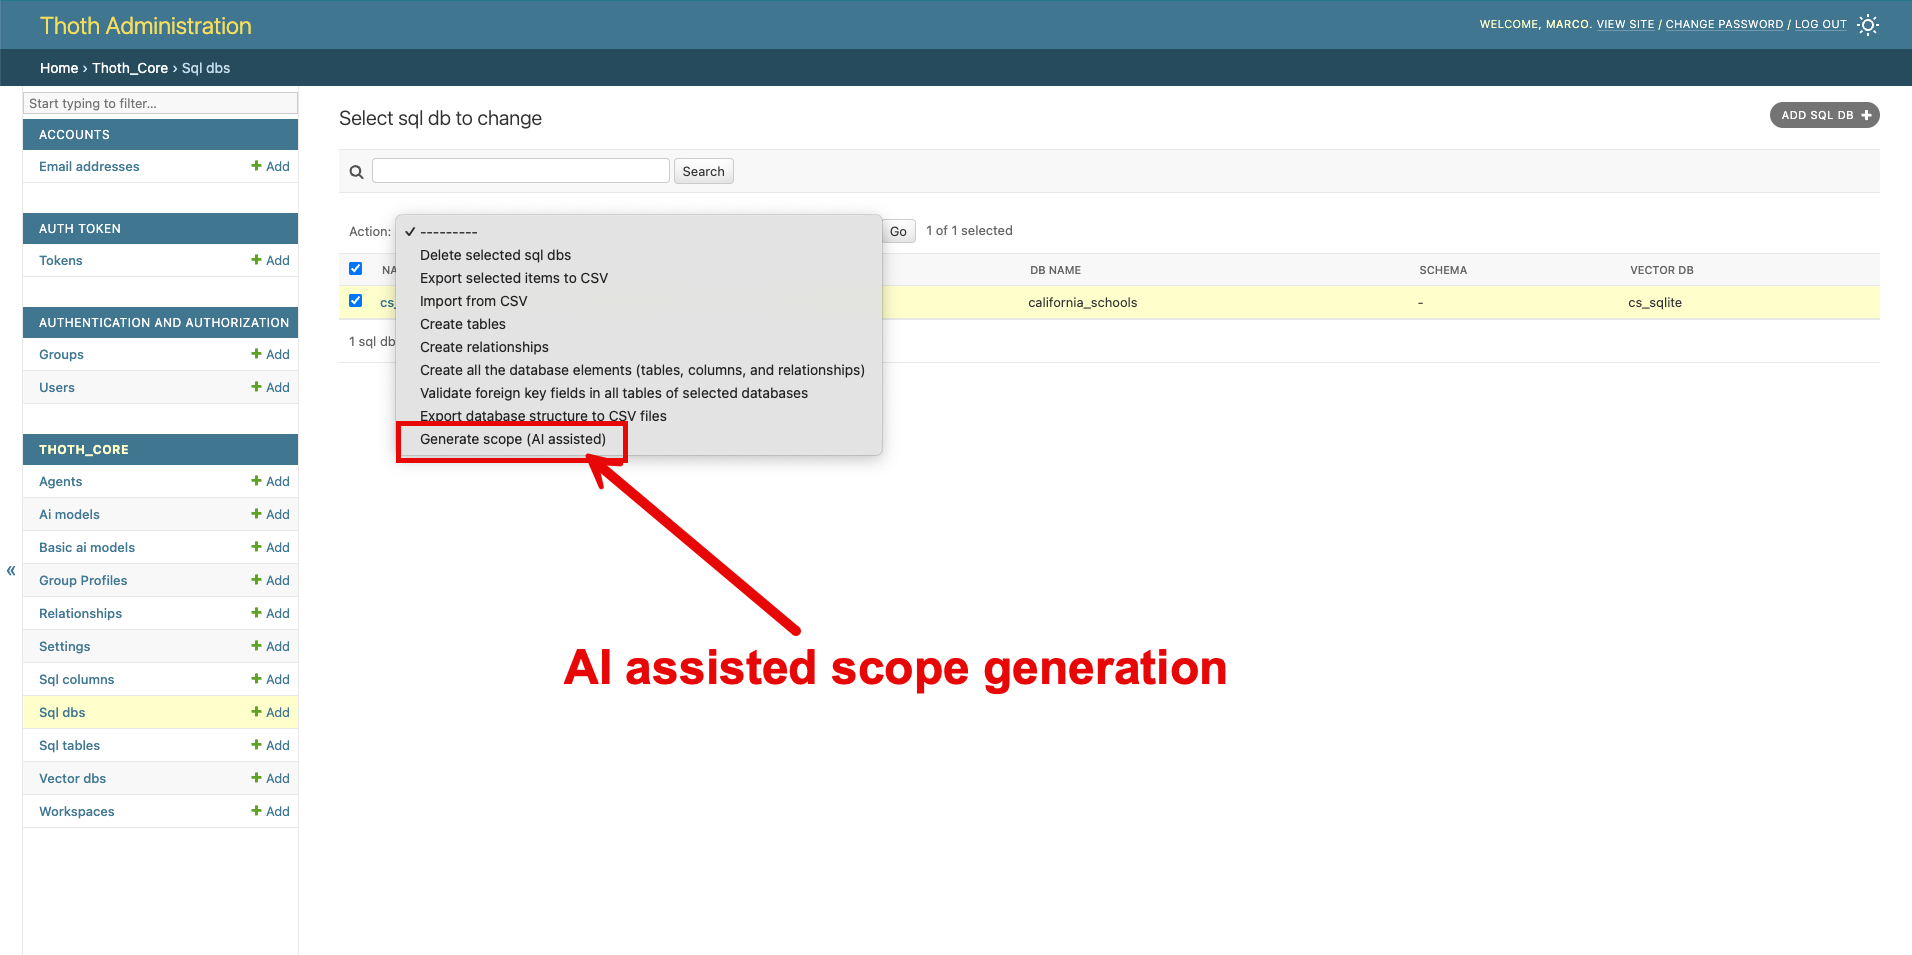 Thoth Administration
WELCOME, MARCO. VIEW SITE / CHANGE PASSWORD / LOG OUT
Home › Thoth_Core › Sql dbs
Start typing to filter...
ACCOUNTS
Email addresses + Add
AUTH TOKEN
Tokens + Add
AUTHENTICATION AND AUTHORIZATION
Groups + Add
Users + Add
THOTH_CORE
Agents + Add
Ai models + Add
Basic ai models + Add
Group Profiles + Add
Relationships + Add
Settings + Add
Sql columns + Add
Sql dbs + Add
Sql tables + Add
Vector dbs + Add
Workspaces + Add
«
Select sql db to change
ADD SQL DB +
Search
Action:
✓ ---------
Delete selected sql dbs
Export selected items to CSV
Import from CSV
Create tables
Create relationships
Create all the database elements (tables, columns, and relationships)
Validate foreign key fields in all tables of selected databases
Export database structure to CSV files
Generate scope (AI assisted)
Go 1 of 1 selected
NA DB NAME SCHEMA VECTOR DB
cs_ california_schools - cs_sqlite
1 sql db
AI assisted scope generation